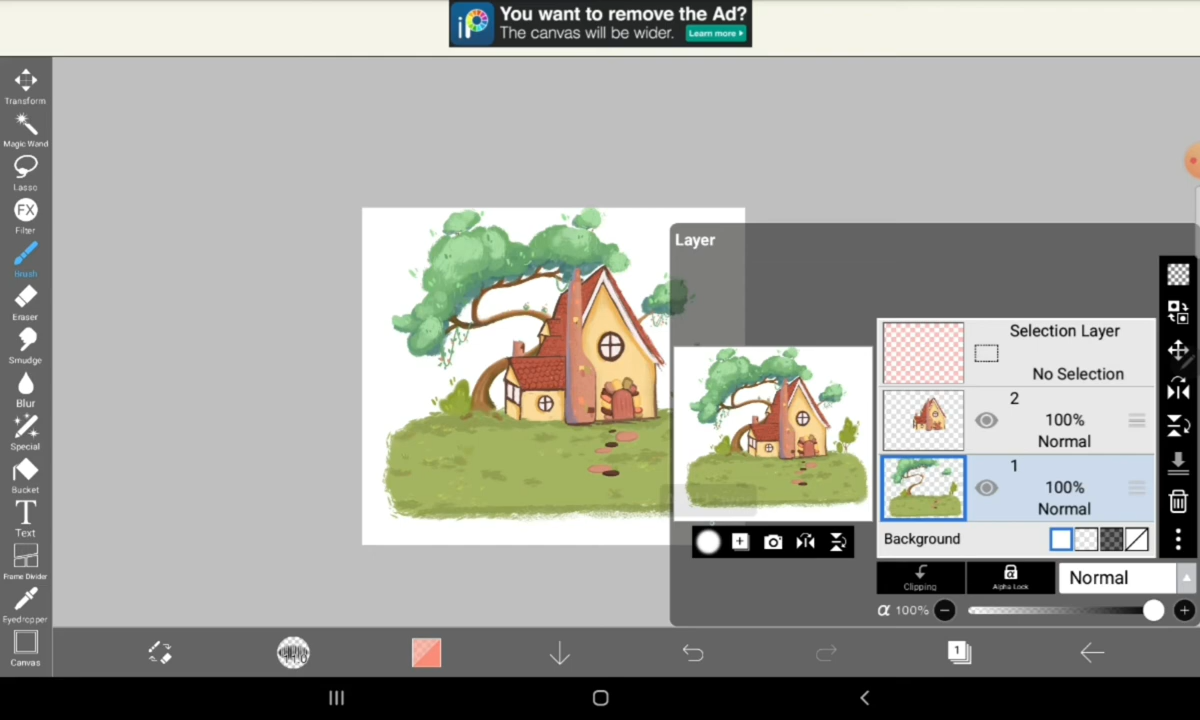 iP
You want to remove the Ad?
The canvas will be wider. Learn more
Transform
Magic Wand
Lasso
FX
Filter
Brush
Eraser
Smudge
Blur
Special
Bucket
T
Text
Frame Divider
Eyedropper
Canvas
Layer
Selection Layer
No Selection
2
100%
Normal
1
100%
Normal
Background
Clipping
α
Alpha Lock
Normal
α 100%
1